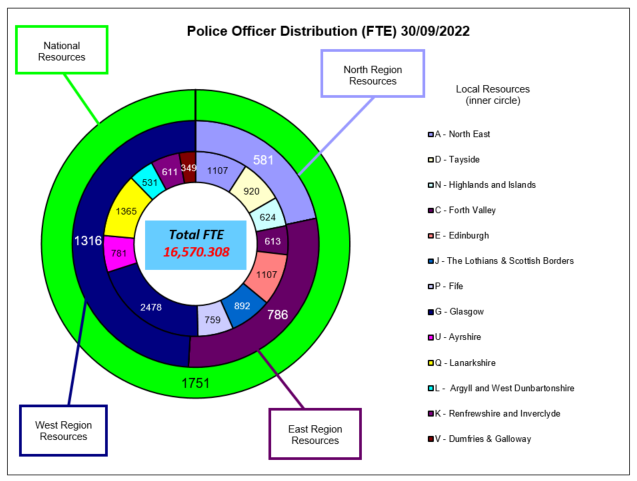 Police Officer Distribution (FTE) 30/09/2022
National
Resources
North Region
Resources
Local Resources
(inner circle)
A - North East
D - Tayside
N - Highlands and Islands
C - Forth Valley
E - Edinburgh
J - The Lothians & Scottish Borders
P - Fife
G - Glasgow
U - Ayrshire
Q - Lanarkshire
L - Argyll and West Dunbartonshire
K - Renfrewshire and Inverclyde
V - Dumfries & Galloway
581
1107
920
624
613
1107
892
759
2478
781
1365
531
611
349
1316
786
1751
Total FTE
16,570.308
West Region
Resources
East Region
Resources